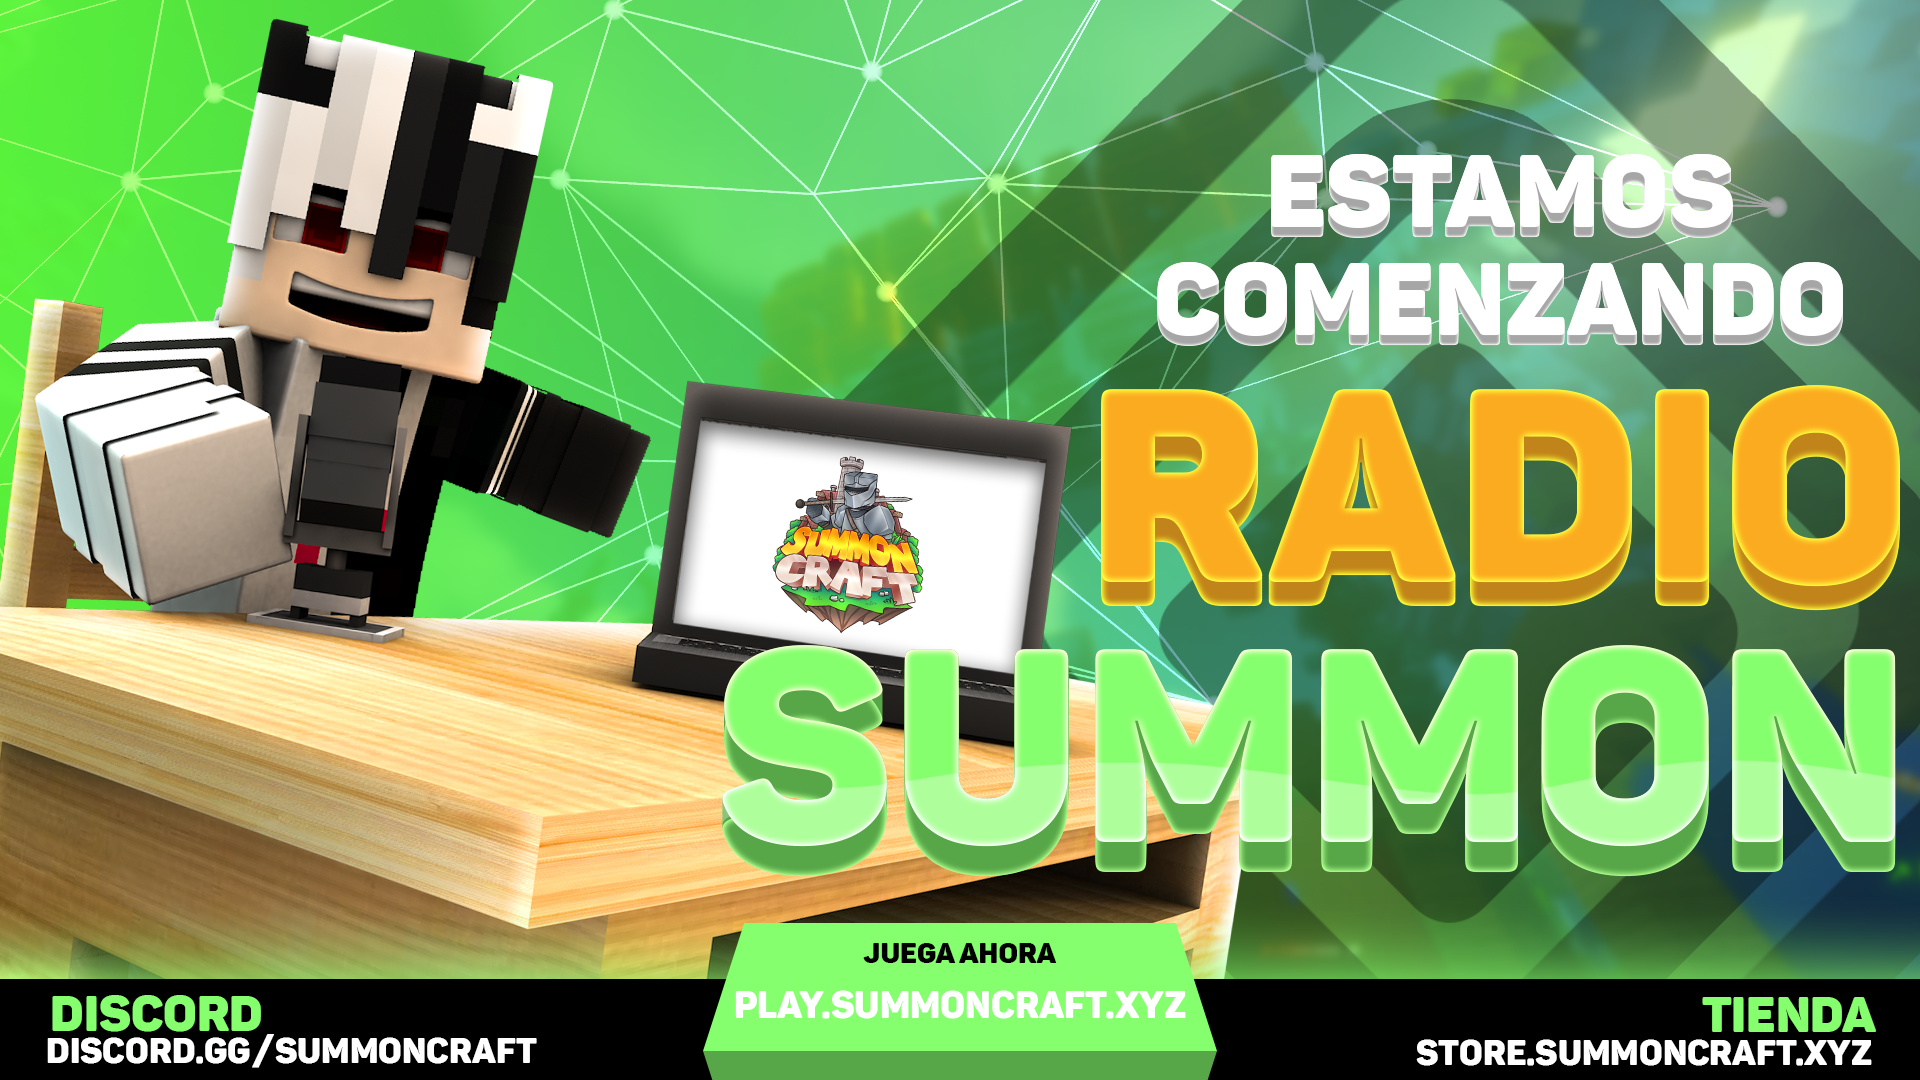 ESTAMOS
COMENZANDO
RADIO
SUMMON
SUMMON
CRAFT
JUEGA AHORA
PLAY.SUMMONCRAFT.XYZ
DISCORD
DISCORD.GG/SUMMONCRAFT
TIENDA
STORE.SUMMONCRAFT.XYZ